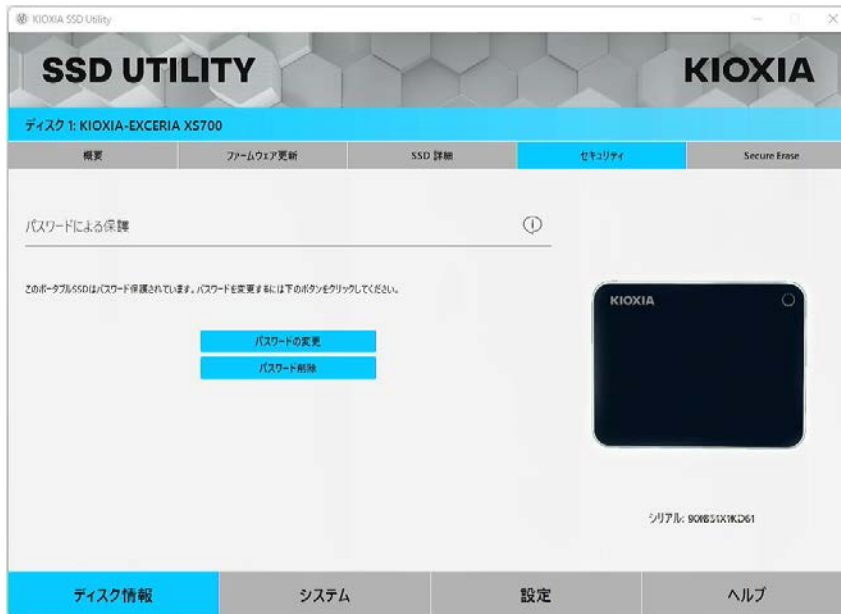 KIOXIA SSD Utility
SSD UTILITY
KIOXIA
ディスク 1: KIOXIA-EXCERIA XS700
概要
ファームウェア更新
SSD 詳細
セキュリティ
Secure Erase
パスワードによる保護
このポータブルSSDはパスワード保護されています。パスワードを変更するには下のボタンをクリックしてください。
パスワードの変更
パスワード削除
KIOXIA
シリアル:
ディスク情報
システム
設定
ヘルプ